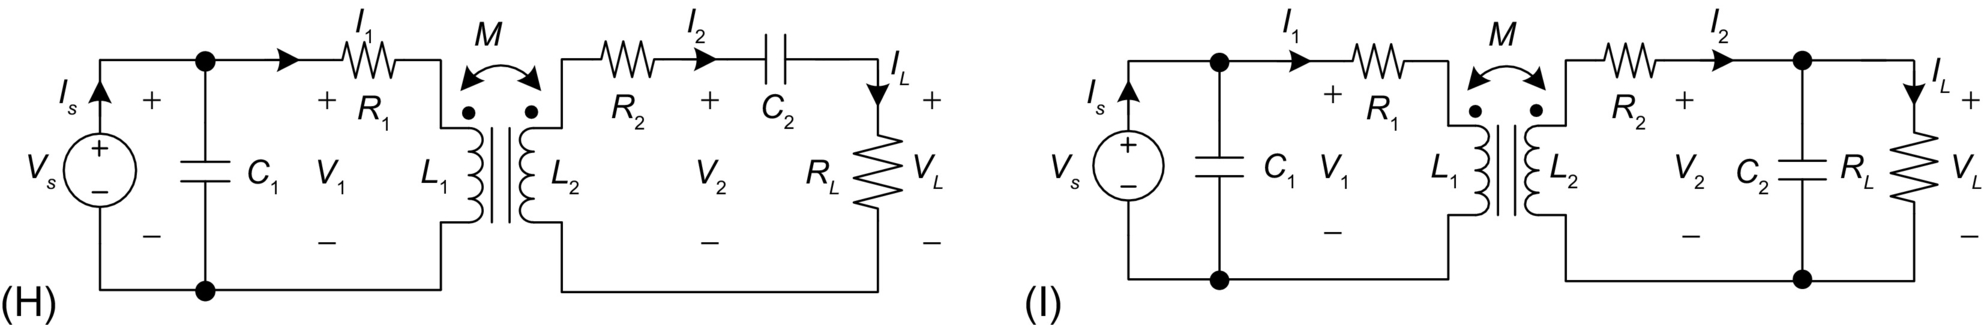 I1 M I2
Is + + R1 R2 + C2 IL +
+ − Vs C1 V1 L1 L2 V2 RL VL
− − − −
(H)
I1 M I2
Is + R1 R2 + IL +
+ − Vs C1 V1 L1 L2 V2 C2 RL VL
− − −
(I)